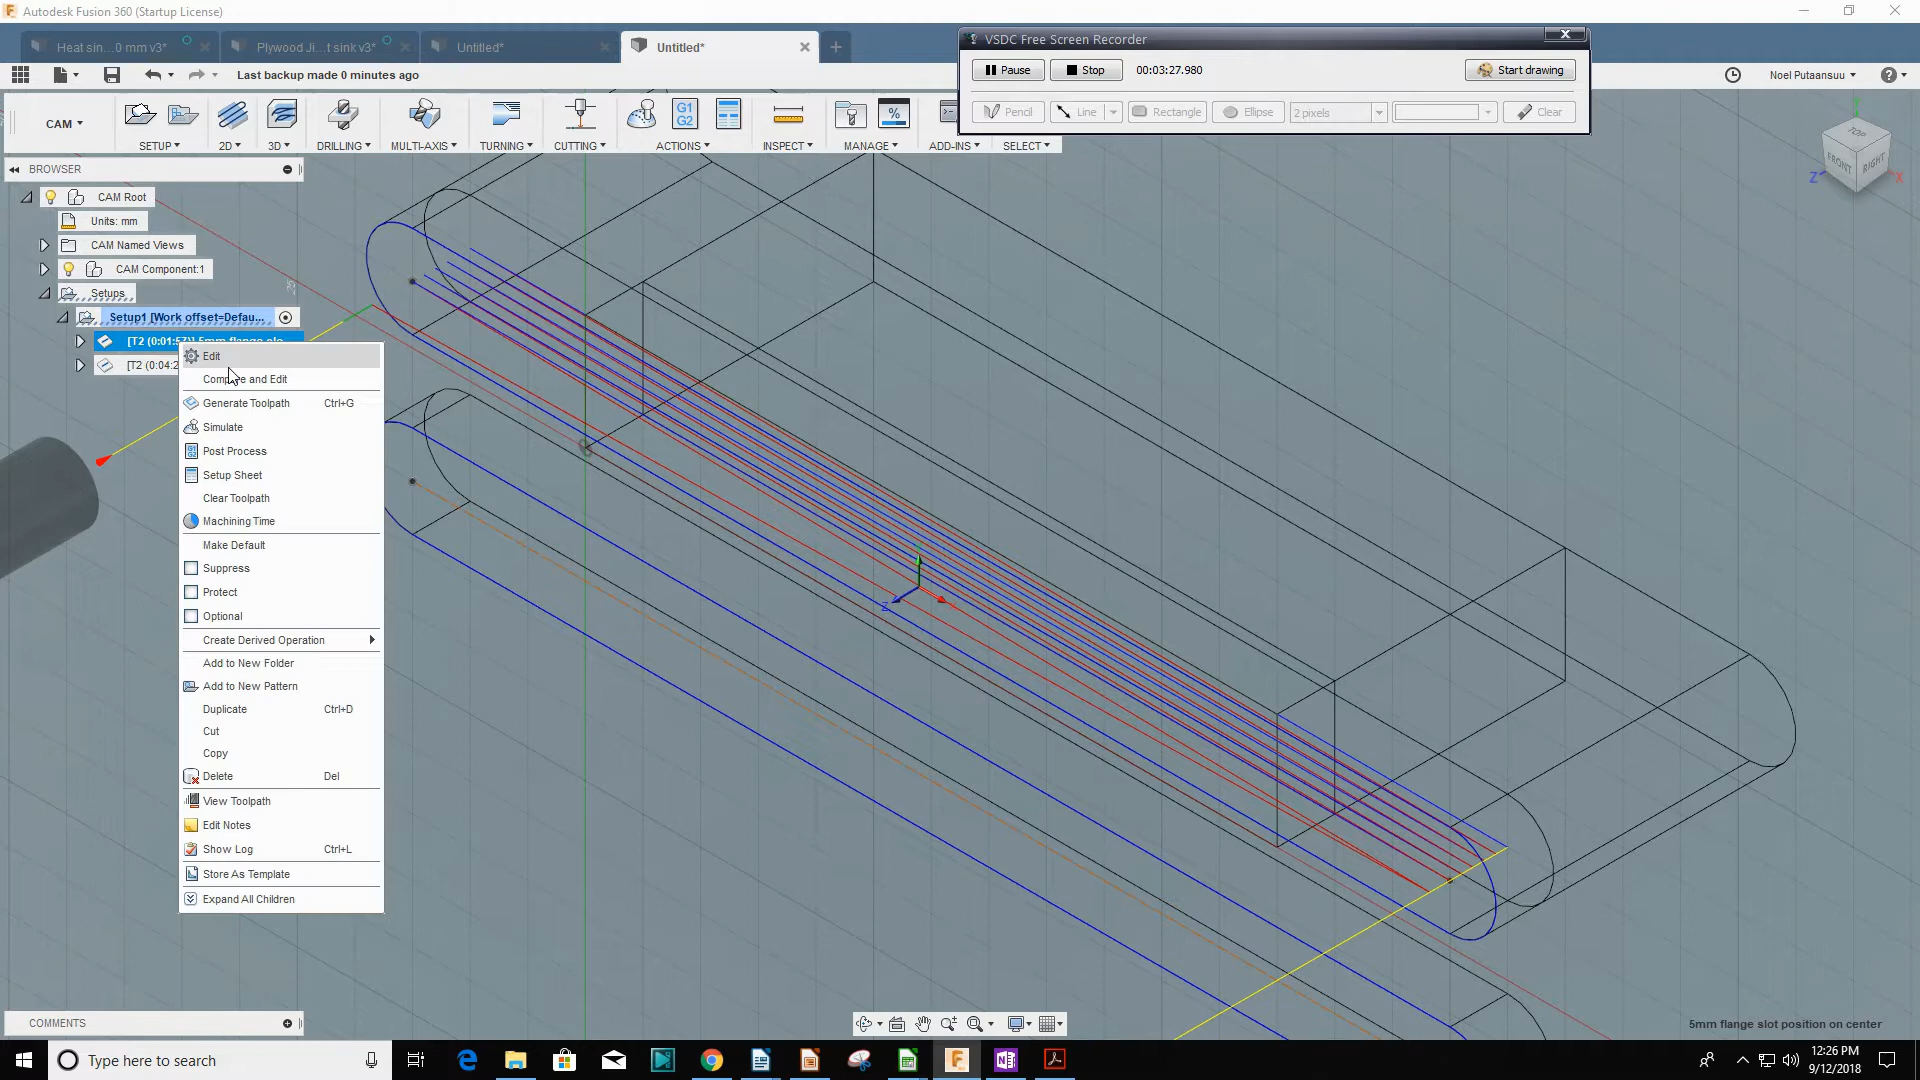 Autodesk Fusion 360 (Startup License)
Heat sin...0 mm v3*
Plywood Ji...t sink v3*
Untitled*
Untitled*
VSDC Free Screen Recorder
Last backup made 0 minutes ago
Pause
Stop
00:03:27.980
Start drawing
Noel Putaansuu
CAM
Pencil
Line
Rectangle
Ellipse
2 pixels
Clear
SETUP
2D
3D
DRILLING
MULTI-AXIS
TURNING
CUTTING
G1
G2
ACTIONS
INSPECT
MANAGE
ADD-INS
SELECT
TOP
FRONT
RIGHT
Z
X
BROWSER
CAM Root
Units: mm
CAM Named Views
CAM Component:1
Setups
Setup1 [Work offset=Defau...
[T2 (0:01:57)] 5mm flange slo...
[T2 (0:04:2
Edit
Compare and Edit
Generate Toolpath Ctrl+G
Simulate
Post Process
Setup Sheet
Clear Toolpath
Machining Time
Make Default
Suppress
Protect
Optional
Create Derived Operation
Add to New Folder
Add to New Pattern
Duplicate Ctrl+D
Cut
Copy
Delete Del
View Toolpath
Edit Notes
Show Log Ctrl+L
Store As Template
Expand All Children
Z
COMMENTS
5mm flange slot position on center
Type here to search
12:26 PM
9/12/2018